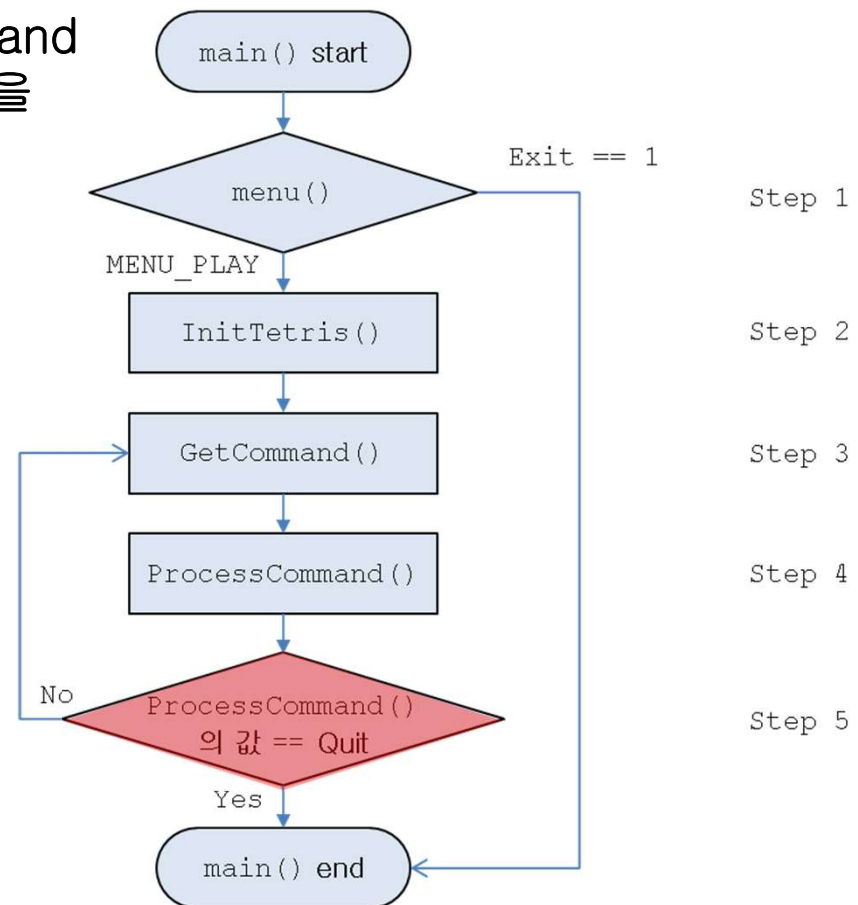 and
을
main() start
Exit == 1
menu()
Step 1
MENU_PLAY
InitTetris()
Step 2
GetCommand()
Step 3
ProcessCommand()
Step 4
No
ProcessCommand()
의 값 == Quit
Step 5
Yes
main() end